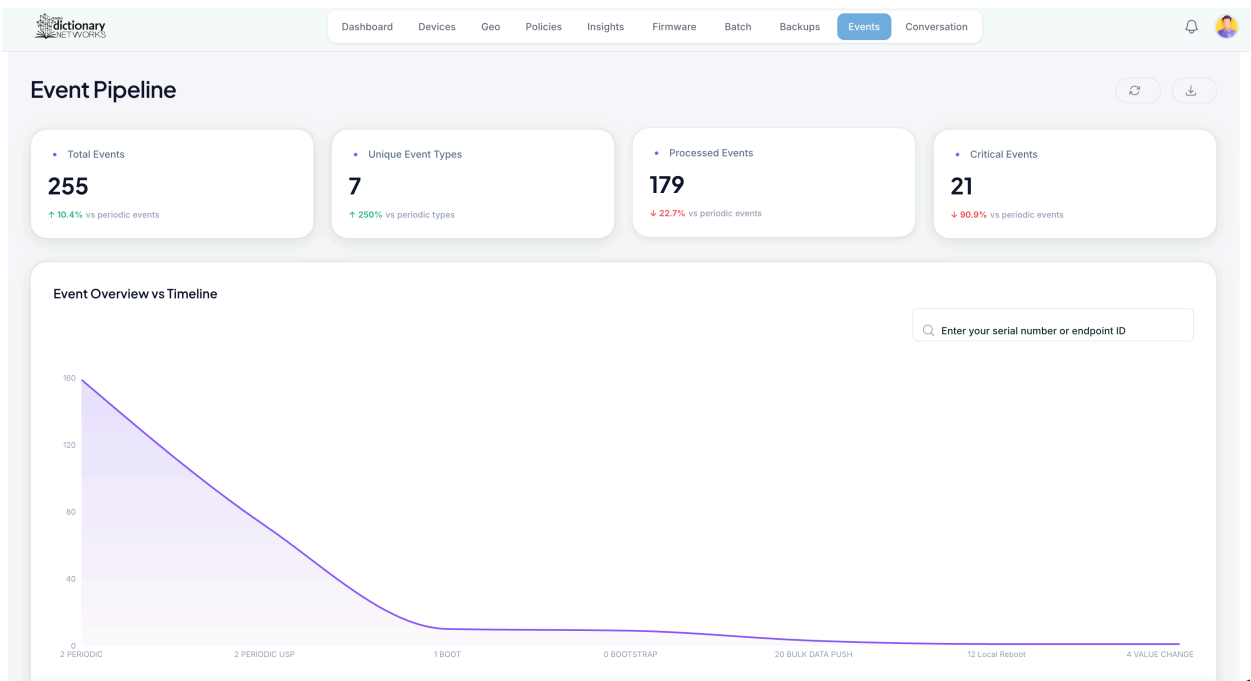 dictionary
NETWORKS
Dashboard Devices Geo Policies Insights Firmware Batch Backups Events Conversation
Event Pipeline
Total Events
255
↑ 10.4% vs periodic events
Unique Event Types
7
↑ 250% vs periodic types
Processed Events
179
↓ 22.7% vs periodic events
Critical Events
21
↓ 90.9% vs periodic events
Event Overview vs Timeline
Enter your serial number or endpoint ID
160
120
80
40
0
2 PERIODIC 2 PERIODIC USP 1 BOOT 0 BOOTSTRAP 20 BULK DATA PUSH 12 Local Reboot 4 VALUE CHANGE